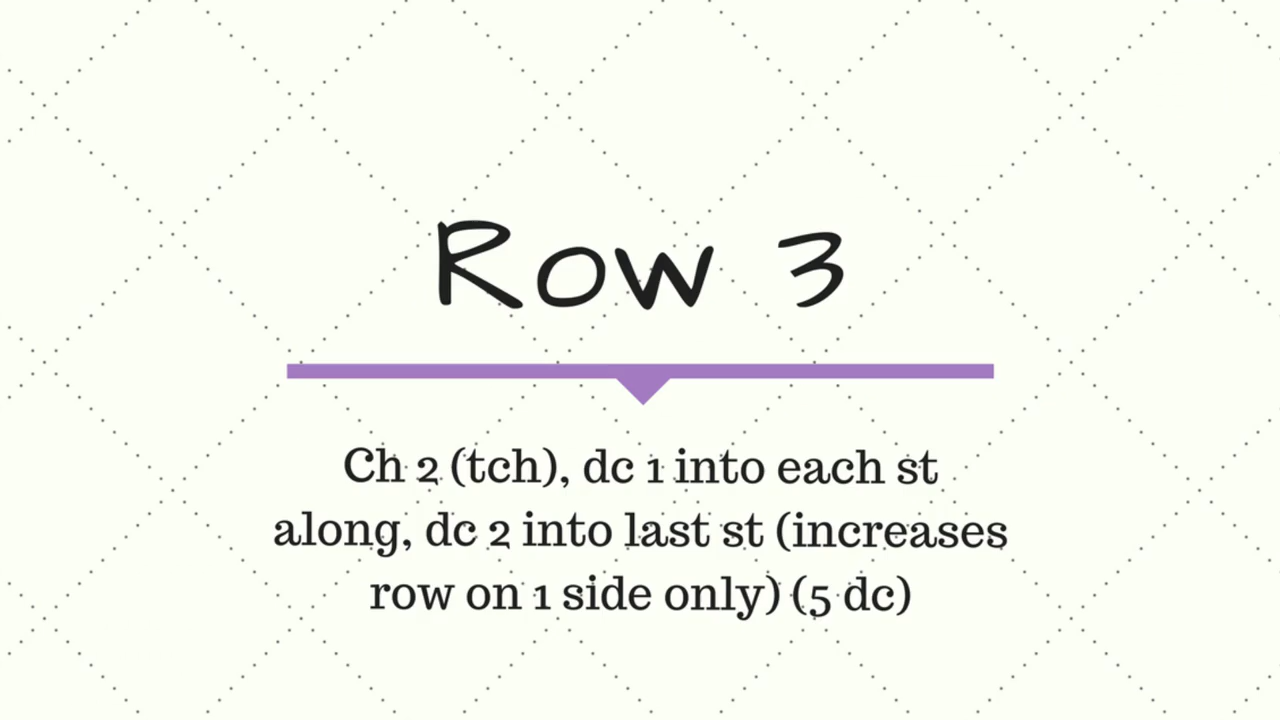 Row 3
Ch 2 (tch), dc 1 into each st
along, dc 2 into last st (increases
row on 1 side only) (5 dc)